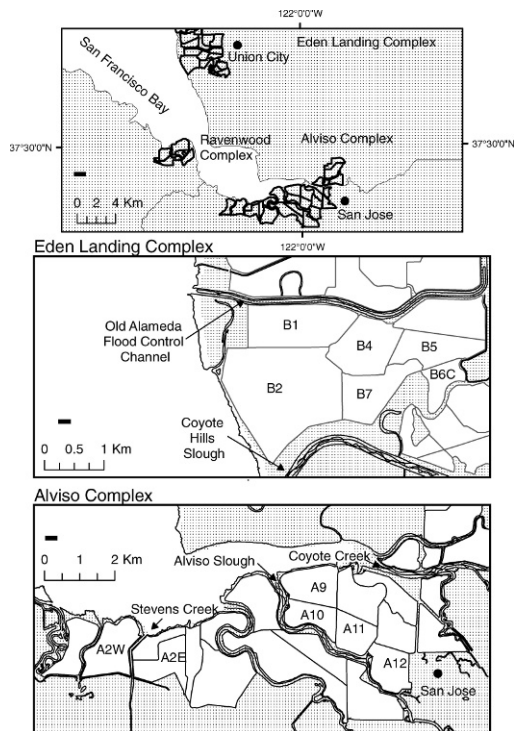 122°0'0"W
San Francisco Bay
Eden Landing Complex
Union City
37°30'0"N
37°30'0"N
Ravenwood
Complex
Alviso Complex
0 2 4 Km
San Jose
122°0'0"W
Eden Landing Complex
Old Alameda
Flood Control
Channel
B1
B4
B5
B6C
B2
B7
Coyote
Hills
Slough
0 0.5 1 Km
Alviso Complex
0 1 2 Km
Alviso Slough
Coyote Creek
A9
Stevens Creek
A10
A11
A2W
A2E
A12
San Jose